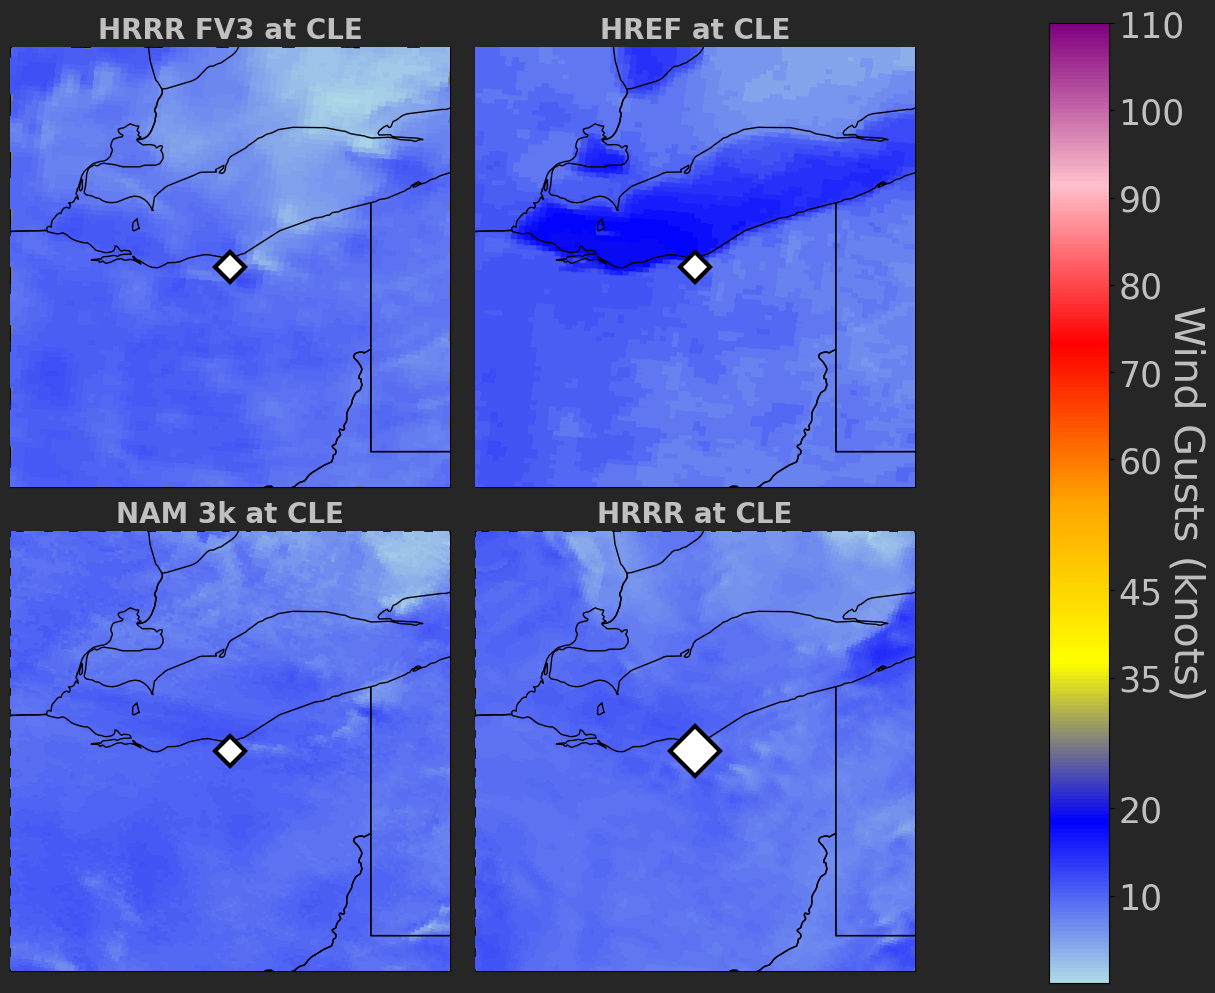 HRRR FV3 at CLE
HREF at CLE
NAM 3k at CLE
HRRR at CLE
110
100
90
80
70
60
45
35
20
10
Wind Gusts (knots)